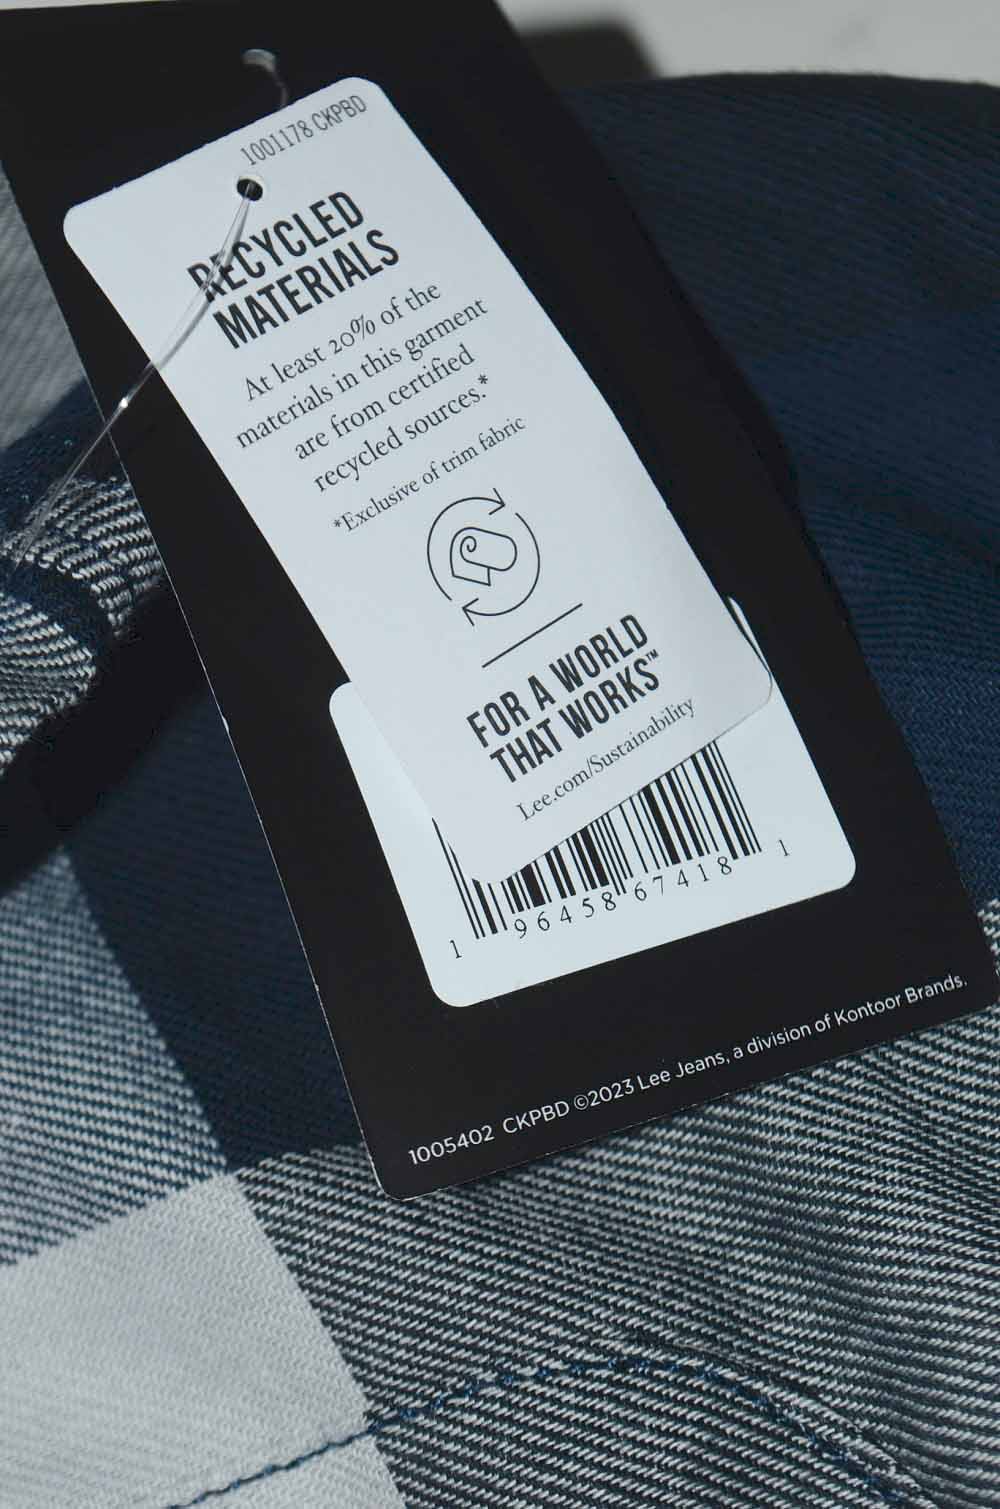 1001178 CKPBD
RECYCLED
MATERIALS
At least 20% of the
materials in this garment
are from certified
recycled sources.*
*Exclusive of trim fabric
FOR A WORLD
THAT WORKS™
Lee.com/Sustainability
1 96458 67418 1
1005402 CKPBD ©2023 Lee Jeans, a division of Kontoor Brands.